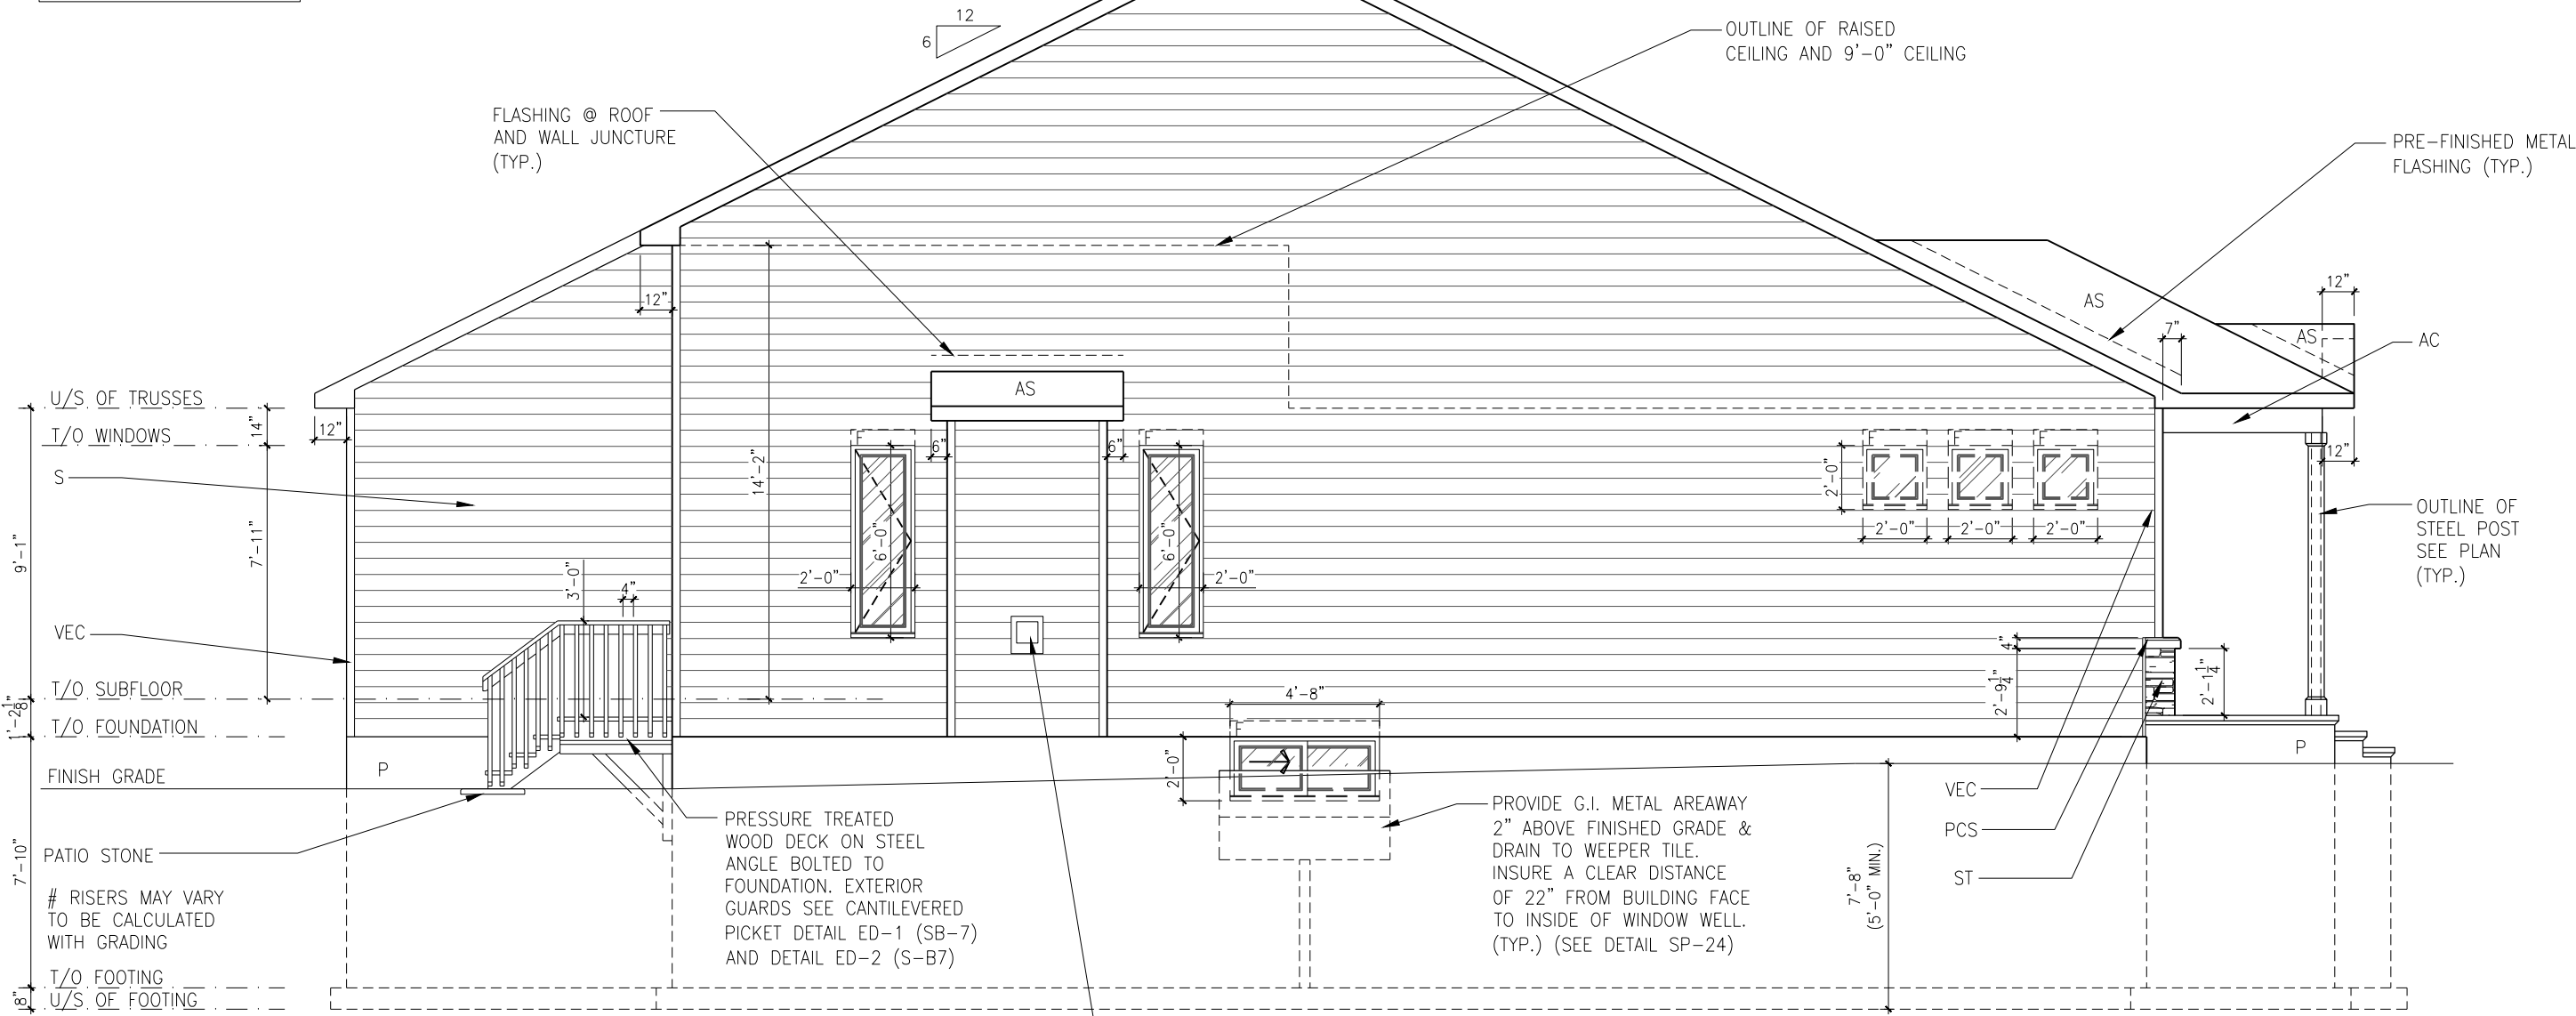 12
6
OUTLINE OF RAISED
CEILING AND 9'-0" CEILING
FLASHING @ ROOF
AND WALL JUNCTURE
(TYP.)
PRE-FINISHED METAL
FLASHING (TYP.)
12"
AS
12"
7"
AS
AC
AS
U/S OF TRUSSES
14"
12"
T/O WINDOWS
6"
6"
12"
S
14'-2"
2'-0"
2'-0"
2'-0"
2'-0"
OUTLINE OF
STEEL POST
SEE PLAN
(TYP.)
9'-1"
7'-11"
6'-0"
6'-0"
2'-0"
2'-0"
3'-0"
4"
VEC
4"
T/O SUBFLOOR
4'-8"
2'-9 1/4"
2'-1 1/4"
1'-2 1/8"
T/O FOUNDATION
P
2'-0"
P
FINISH GRADE
PRESSURE TREATED
WOOD DECK ON STEEL
ANGLE BOLTED TO
FOUNDATION. EXTERIOR
GUARDS SEE CANTILEVERED
PICKET DETAIL ED-1 (SB-7)
AND DETAIL ED-2 (S-B7)
PROVIDE G.I. METAL AREAWAY
2" ABOVE FINISHED GRADE &
DRAIN TO WEEPER TILE.
INSURE A CLEAR DISTANCE
OF 22" FROM BUILDING FACE
TO INSIDE OF WINDOW WELL.
(TYP.) (SEE DETAIL SP-24)
VEC
PCS
ST
PATIO STONE
7'-10"
7'-8"
(5'-0" MIN.)
# RISERS MAY VARY
TO BE CALCULATED
WITH GRADING
T/O FOOTING
8"
U/S OF FOOTING